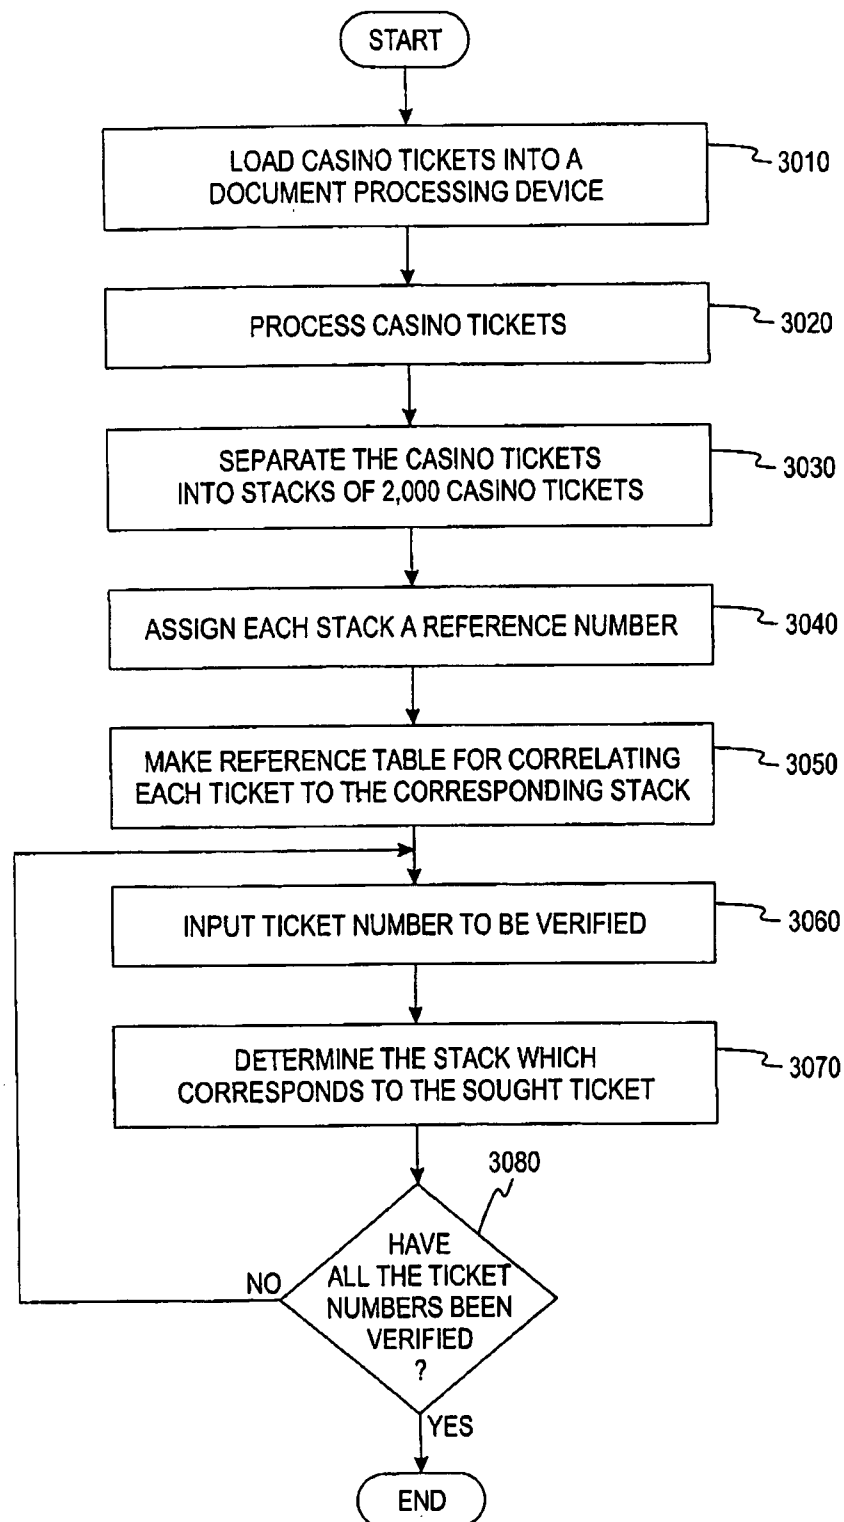 START
LOAD CASINO TICKETS INTO A
DOCUMENT PROCESSING DEVICE
3010
PROCESS CASINO TICKETS
3020
SEPARATE THE CASINO TICKETS
INTO STACKS OF 2,000 CASINO TICKETS
3030
ASSIGN EACH STACK A REFERENCE NUMBER
3040
MAKE REFERENCE TABLE FOR CORRELATING
EACH TICKET TO THE CORRESPONDING STACK
3050
INPUT TICKET NUMBER TO BE VERIFIED
3060
DETERMINE THE STACK WHICH
CORRESPONDS TO THE SOUGHT TICKET
3070
3080
HAVE
ALL THE TICKET
NUMBERS BEEN
VERIFIED
?
NO
YES
END